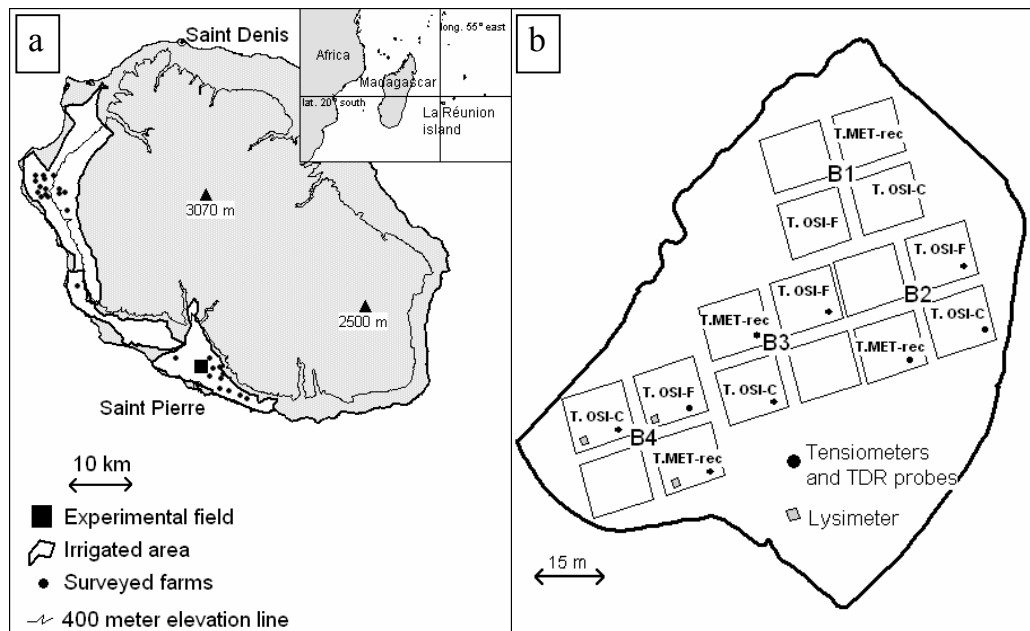 a
Saint Denis
Africa
Madagascar
long. 55° east
lat. 20° south
La Réunion
island
3070 m
2500 m
Saint Pierre
10 km
Experimental field
Irrigated area
Surveyed farms
400 meter elevation line
b
T.MET-rec
B1
T. OSI-C
T. OSI-F
T. OSI-F
B2
T. OSI-F
T. OSI-C
T.MET-rec
B3
T.MET-rec
T. OSI-C
T. OSI-F
T. OSI-C
B4
T.MET-rec
Tensiometers
and TDR probes
Lysimeter
15 m